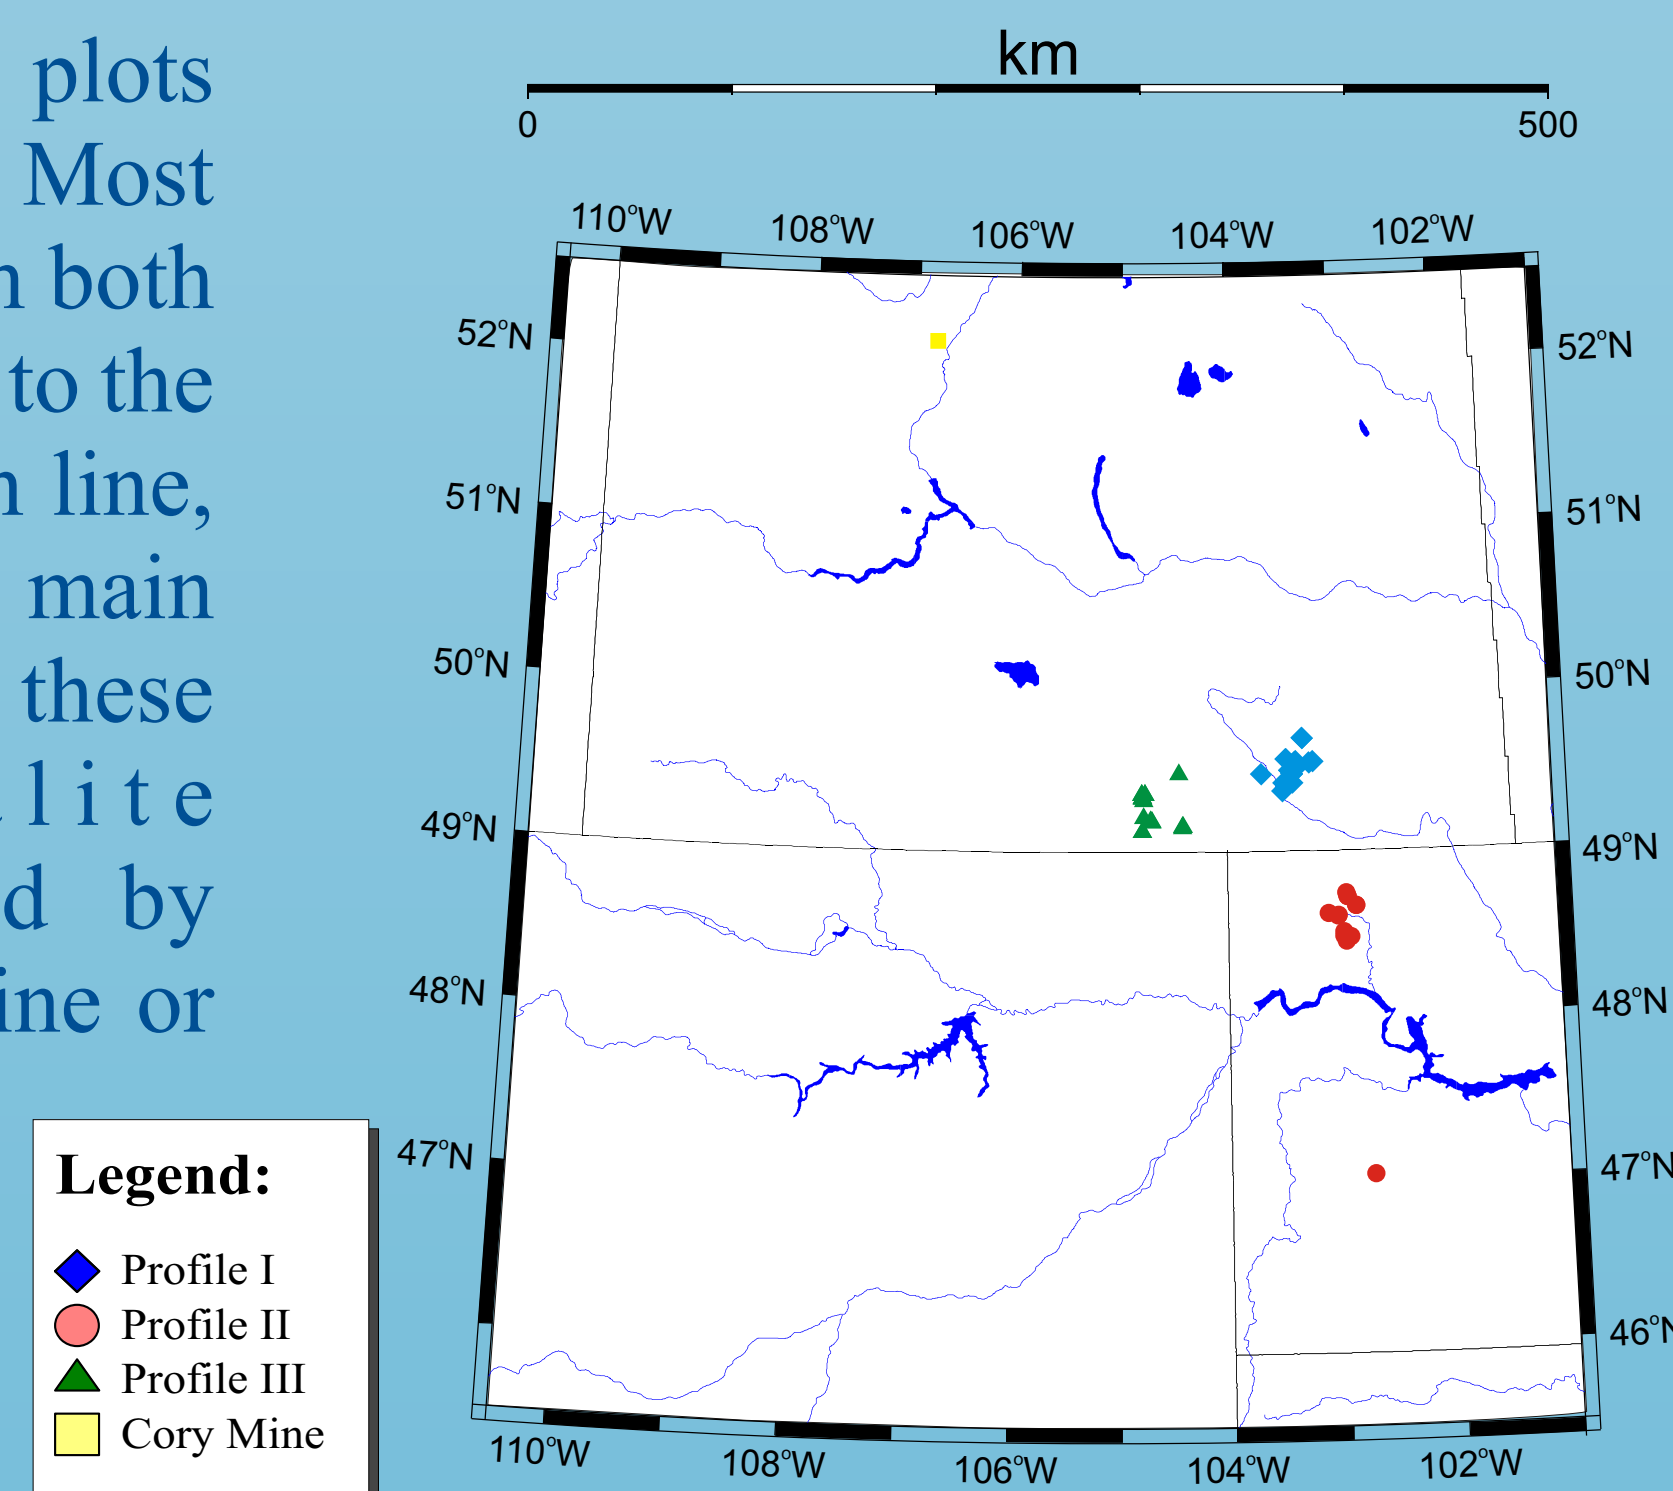 plots
Most
both
to the
line,
main
these
lite
by
or
km
0 500
110°W 108°W 106°W 104°W 102°W
52°N 52°N
51°N 51°N
50°N 50°N
49°N 49°N
48°N 48°N
47°N 47°N
46°N
110°W 108°W 106°W 104°W 102°W
Legend:
Profile I
Profile II
Profile III
Cory Mine